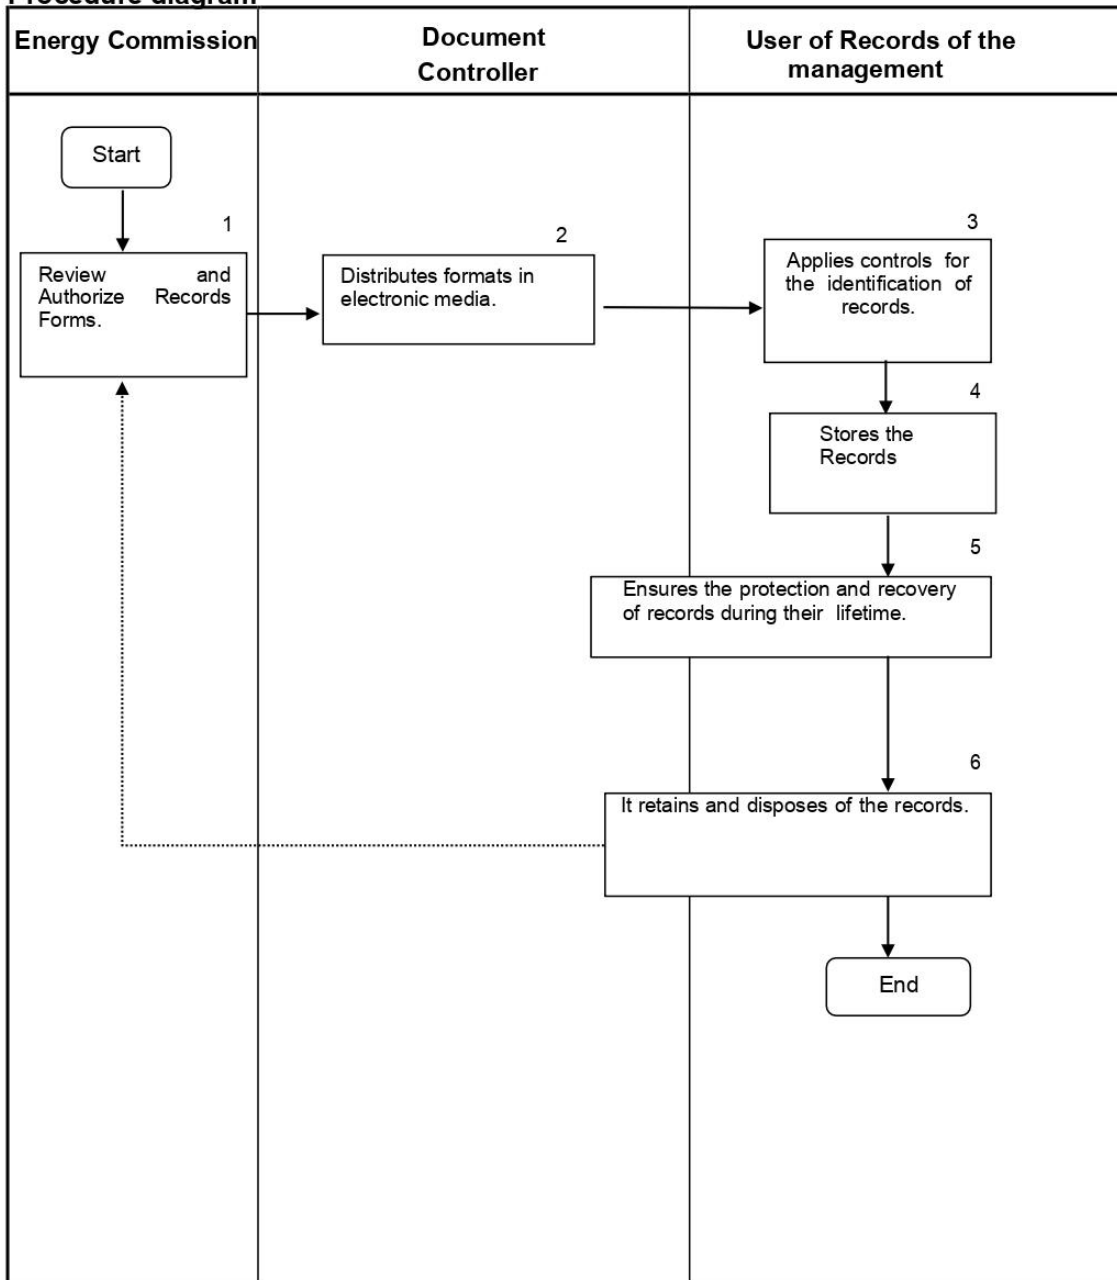 Procedure diagram
Energy Commission
Document
Controller
User of Records of the
management
Start
1
Review and
Authorize Records
Forms.
2
Distributes formats in
electronic media.
3
Applies controls for
the identification of
records.
4
Stores the
Records
5
Ensures the protection and recovery
of records during their lifetime.
6
It retains and disposes of the records.
End